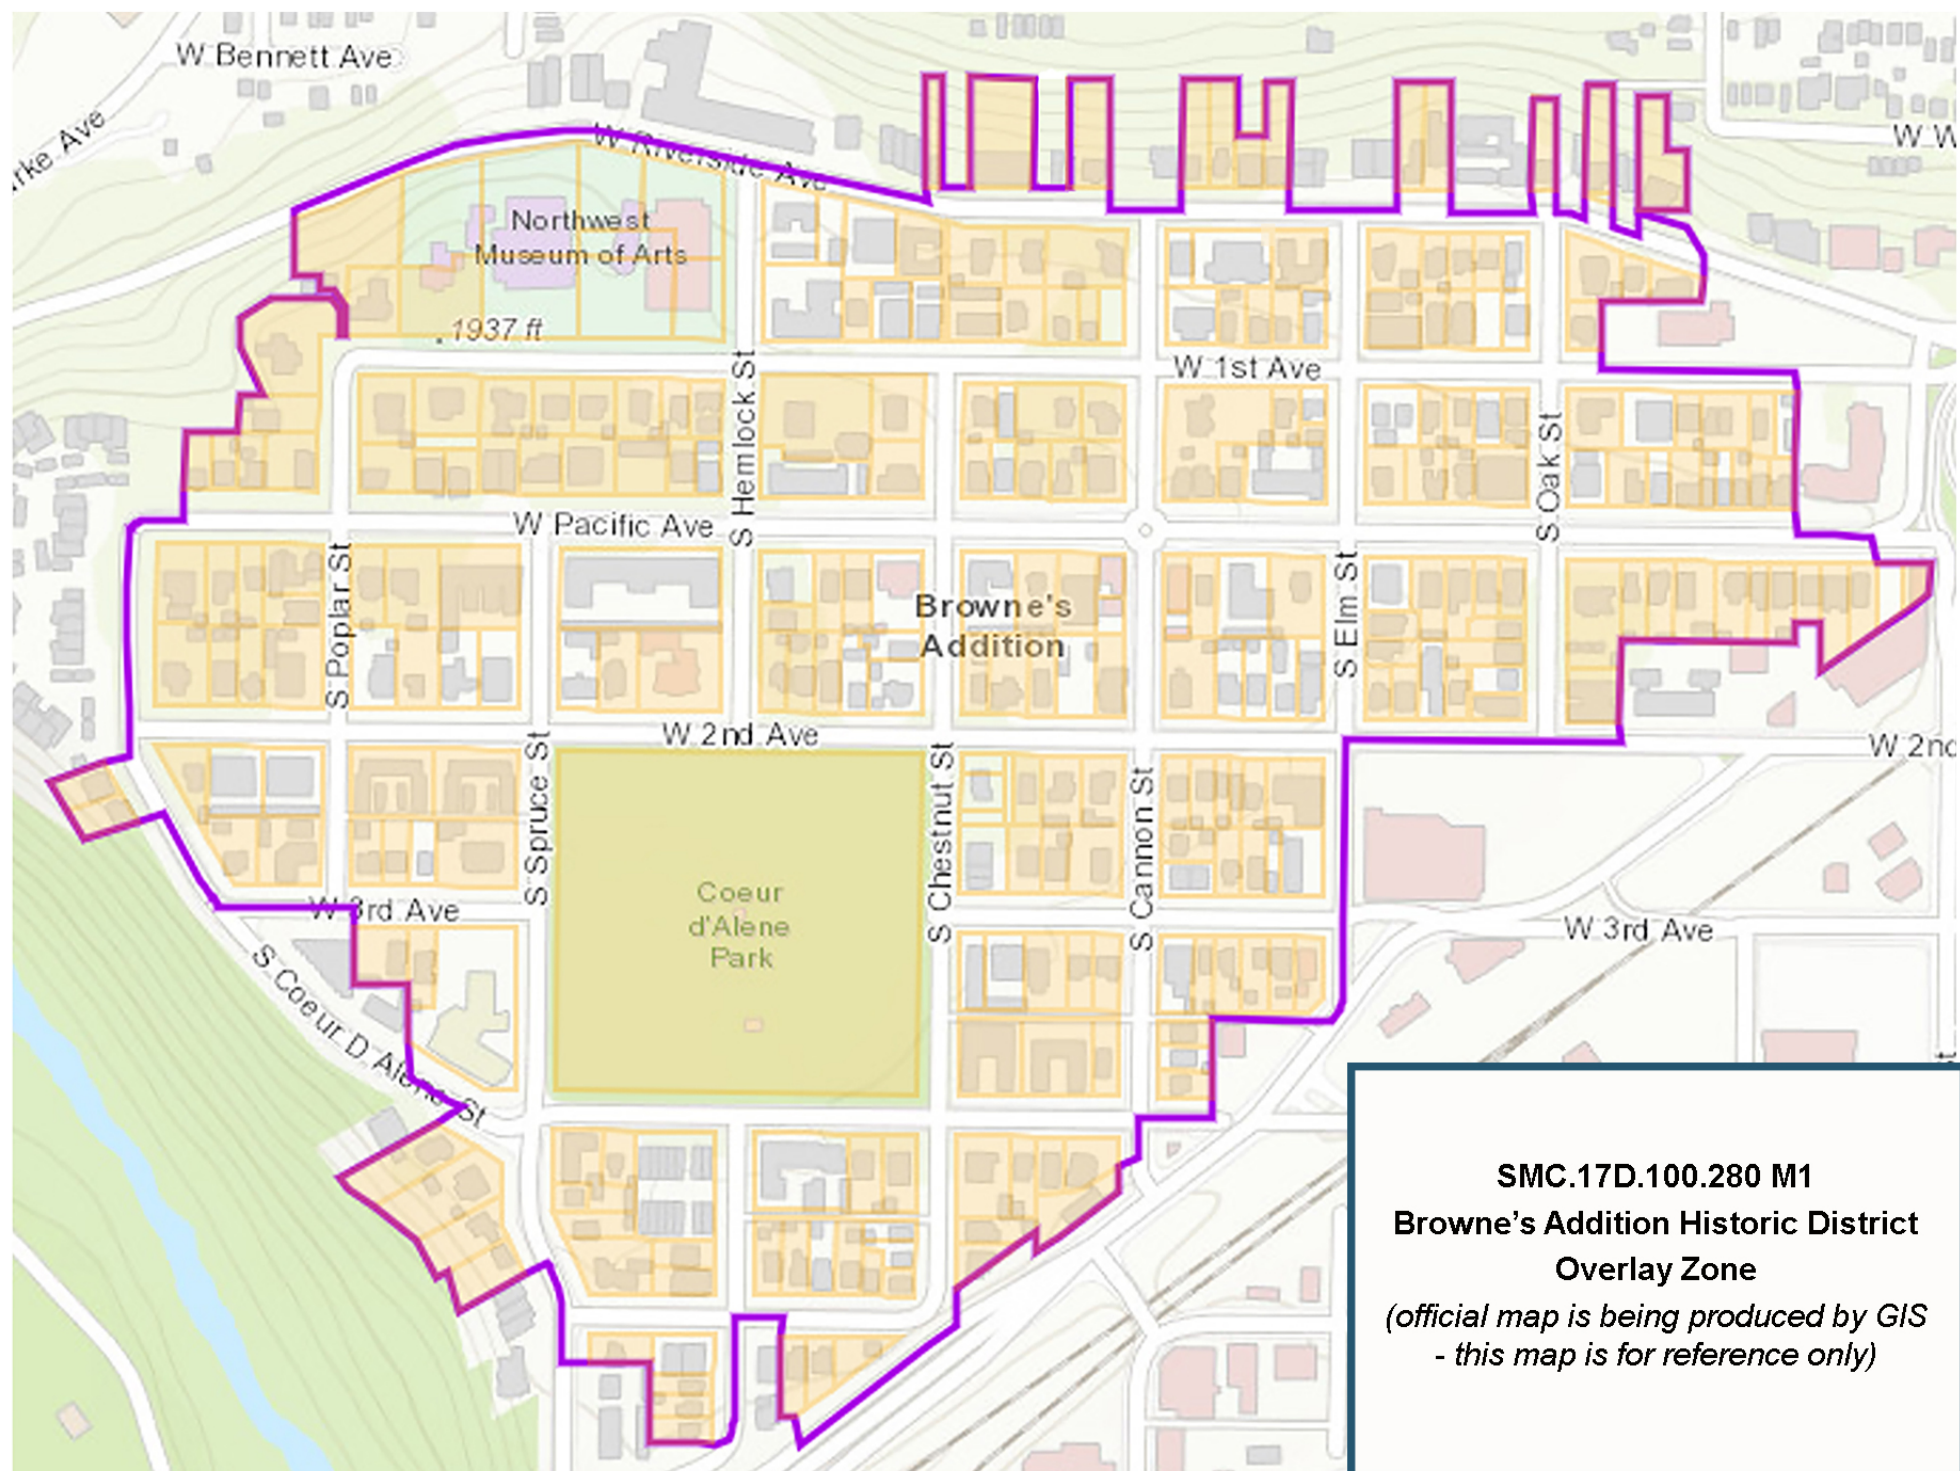 W Bennett Ave
rke Ave
W Riverside Ave
W W
Northwest
Museum of Arts
1937 ft
W 1st Ave
S Hemlock St
S Oak St
W Pacific Ave
S Poplar St
Browne's
Addition
S Elm St
W 2nd Ave
W 2nd
S Spruce St
S Chestnut St
S Cannon St
Coeur
d'Alene
Park
W 3rd Ave
W 3rd Ave
S Coeur D Alene St
st
SMC.17D.100.280 M1
Browne’s Addition Historic District
Overlay Zone
(official map is being produced by GIS
- this map is for reference only)